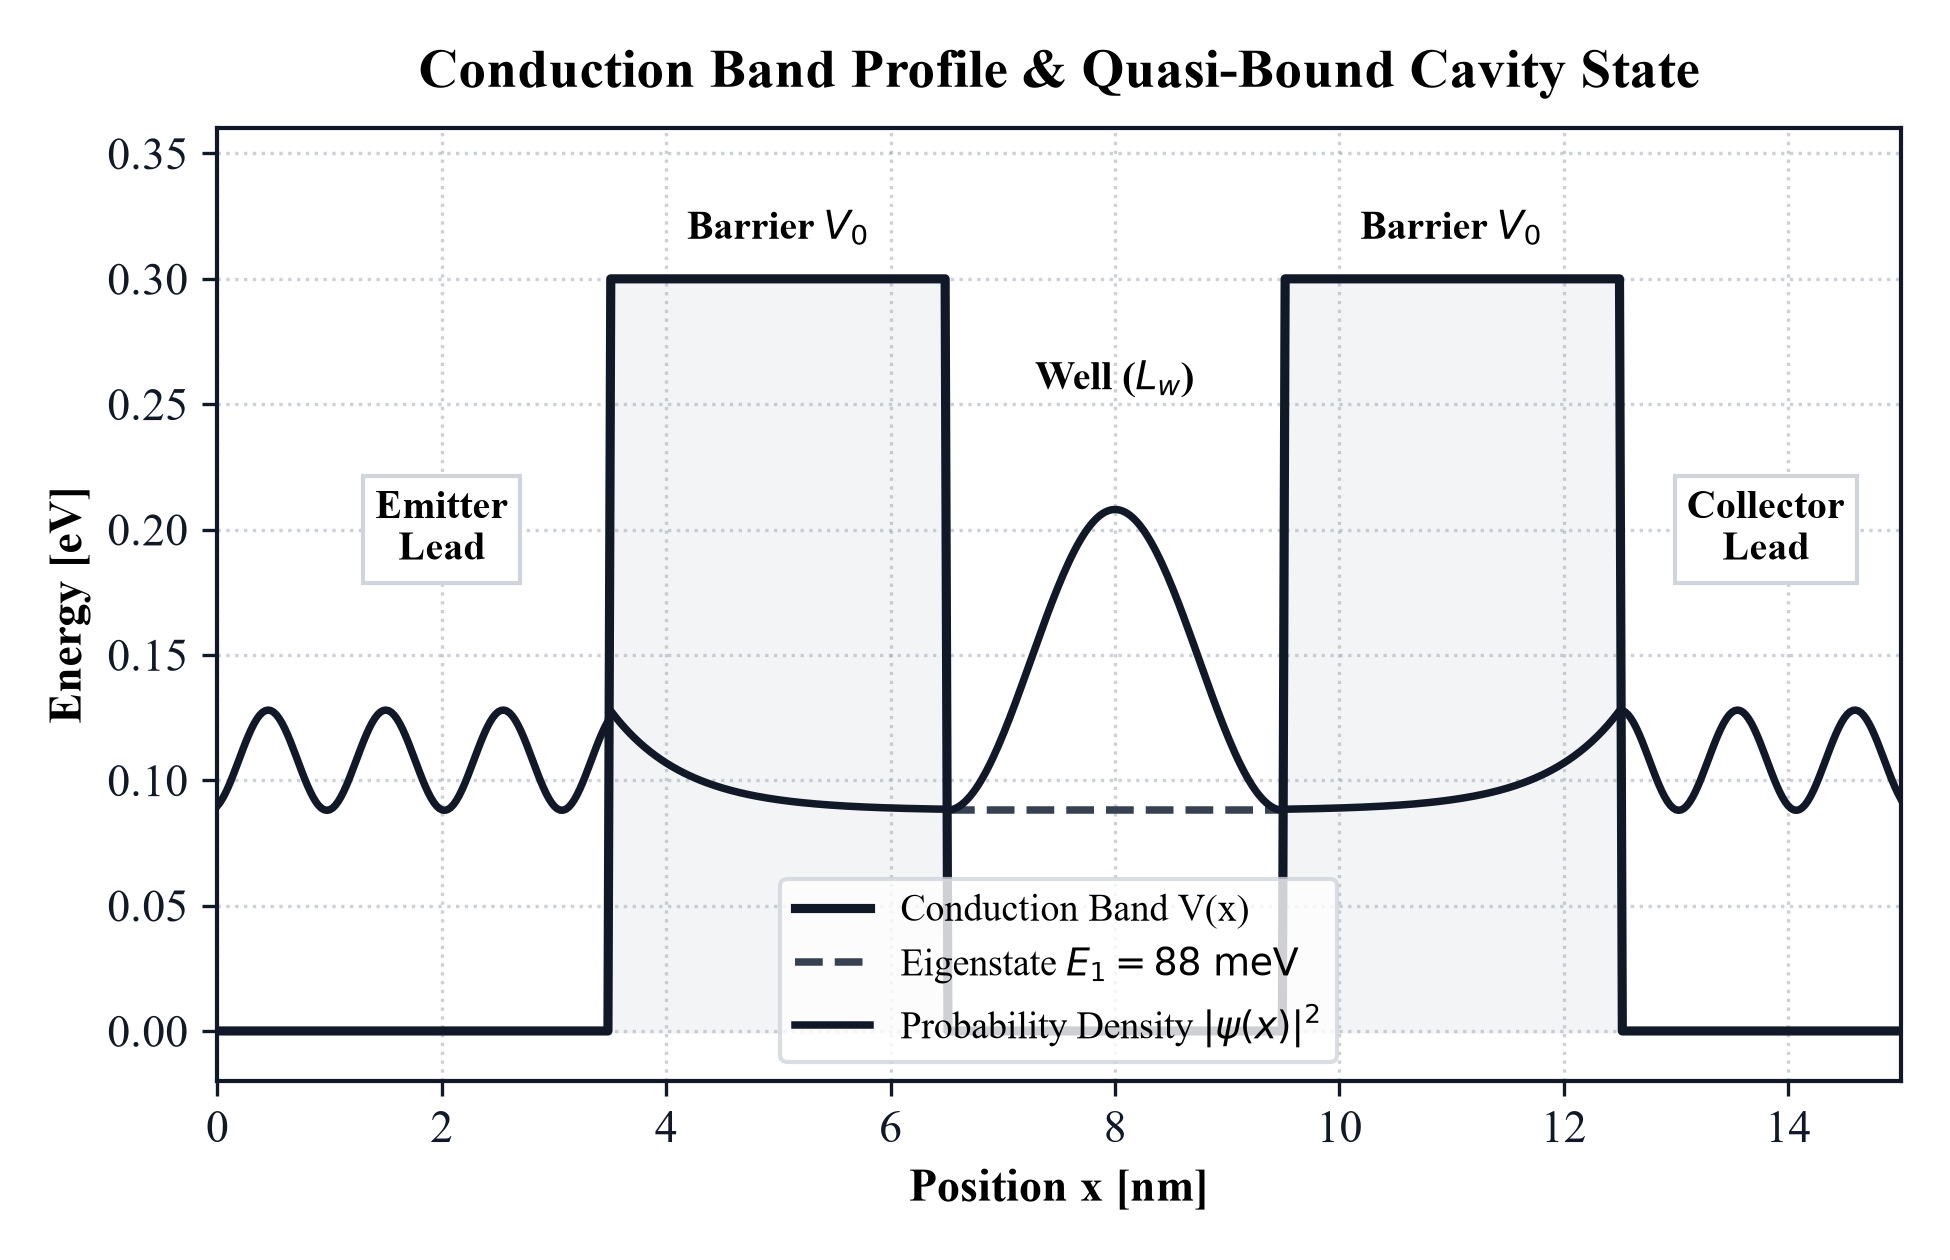 Conduction Band Profile & Quasi-Bound Cavity State
Energy [eV]
0.35
0.30
0.25
0.20
0.15
0.10
0.05
0.00
Barrier V₀
Barrier V₀
Well (L_w)
Emitter
Lead
Collector
Lead
Conduction Band V(x)
Eigenstate E₁ = 88 meV
Probability Density |ψ(x)|²
0
2
4
6
8
10
12
14
Position x [nm]